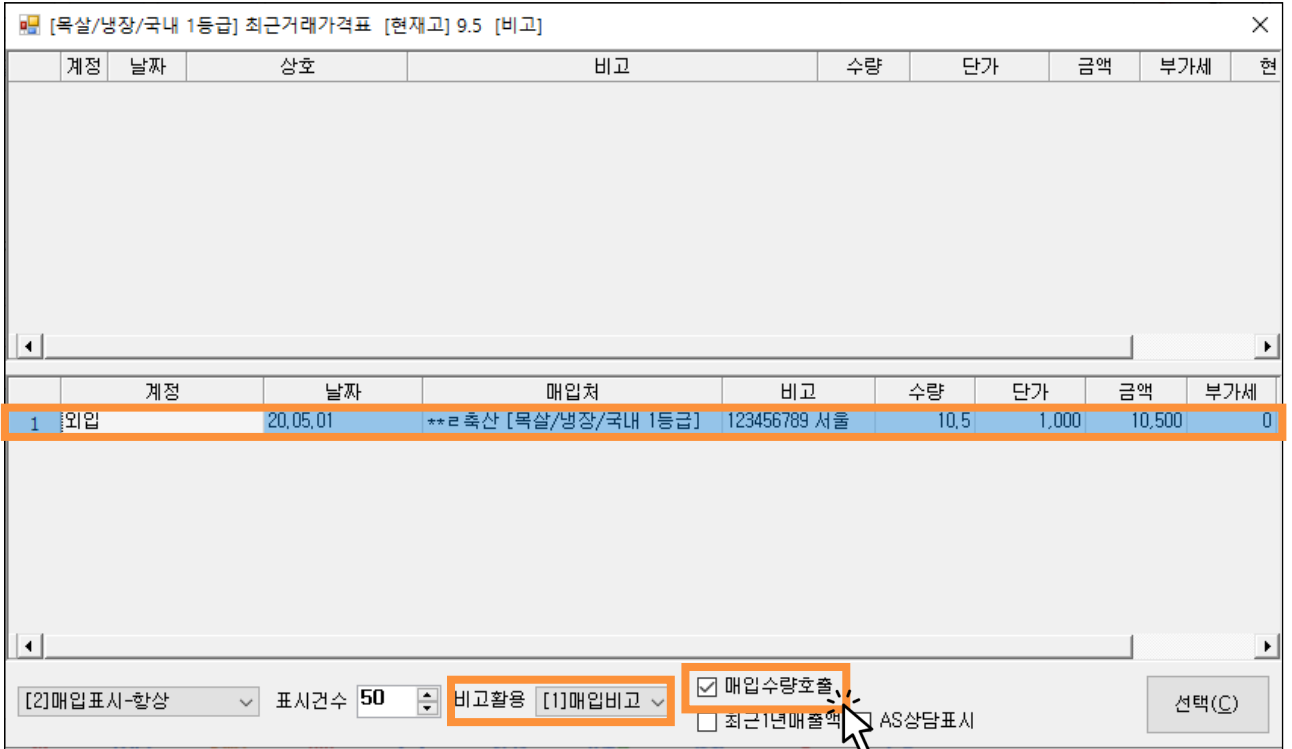 [목살/냉장/국내 1등급] 최근거래가격표 [현재고] 9.5 [비고]
계정 날짜 상호 비고 수량 단가 금액 부가세 현
계정 날짜 매입처 비고 수량 단가 금액 부가세
1 외입 20,05,01 **ㄹ축산 [목살/냉장/국내 1등급] 123456789 서울 10,5 1,000 10,500 0
[2]매입표시-항상 표시건수 50 비고활용 [1]매입비고 매입수량호출
최근1년매출액 AS상담표시
선택(C)